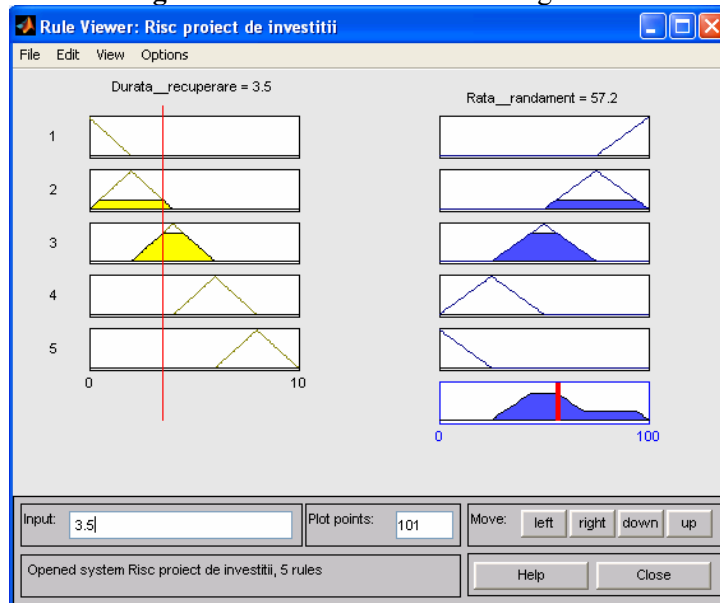 Rule Viewer: Risc proiect de investitii
File Edit View Options
Durata__recuperare = 3.5
Rata__randament = 57.2
1
2
3
4
5
0 10
0 100
Input: 3.5
Plot points: 101
Move: left right down up
Opened system Risc proiect de investitii, 5 rules
Help Close